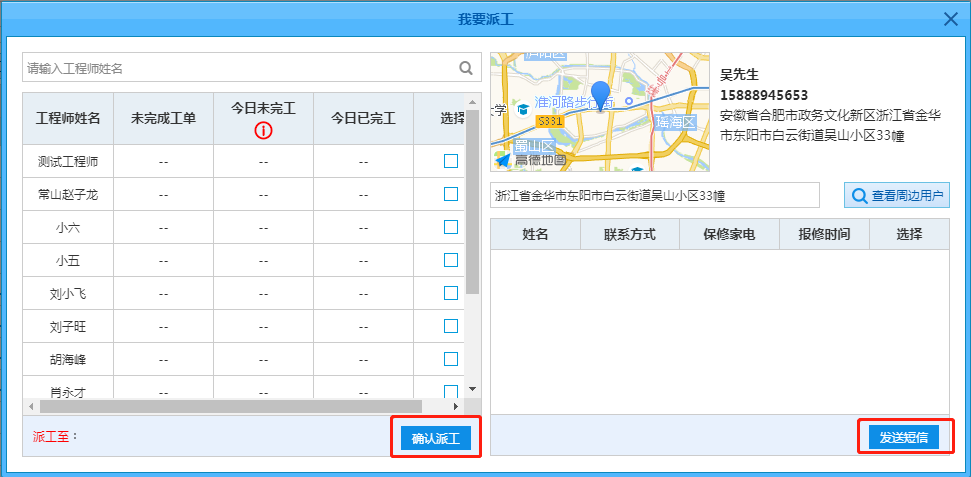 我要派工
请输入工程师姓名
工程师姓名 未完成工单 今日未完工 今日已完工 选择
测试工程师 -- -- --
常山赵子龙 -- -- --
小六 -- -- --
小五 -- -- --
刘小飞 -- -- --
刘子旺 -- -- --
胡海峰 -- -- --
肖永才 -- -- --
派工至：
确认派工
淮河路步行街
大学
S331
瑶海区
蜀山区
高德地图
吴先生
15888945653
安徽省合肥市政务文化新区浙江省金华
市东阳市白云街道吴山小区33幢
浙江省金华市东阳市白云街道吴山小区33幢
查看周边用户
姓名 联系方式 保修家电 报修时间 选择
发送短信